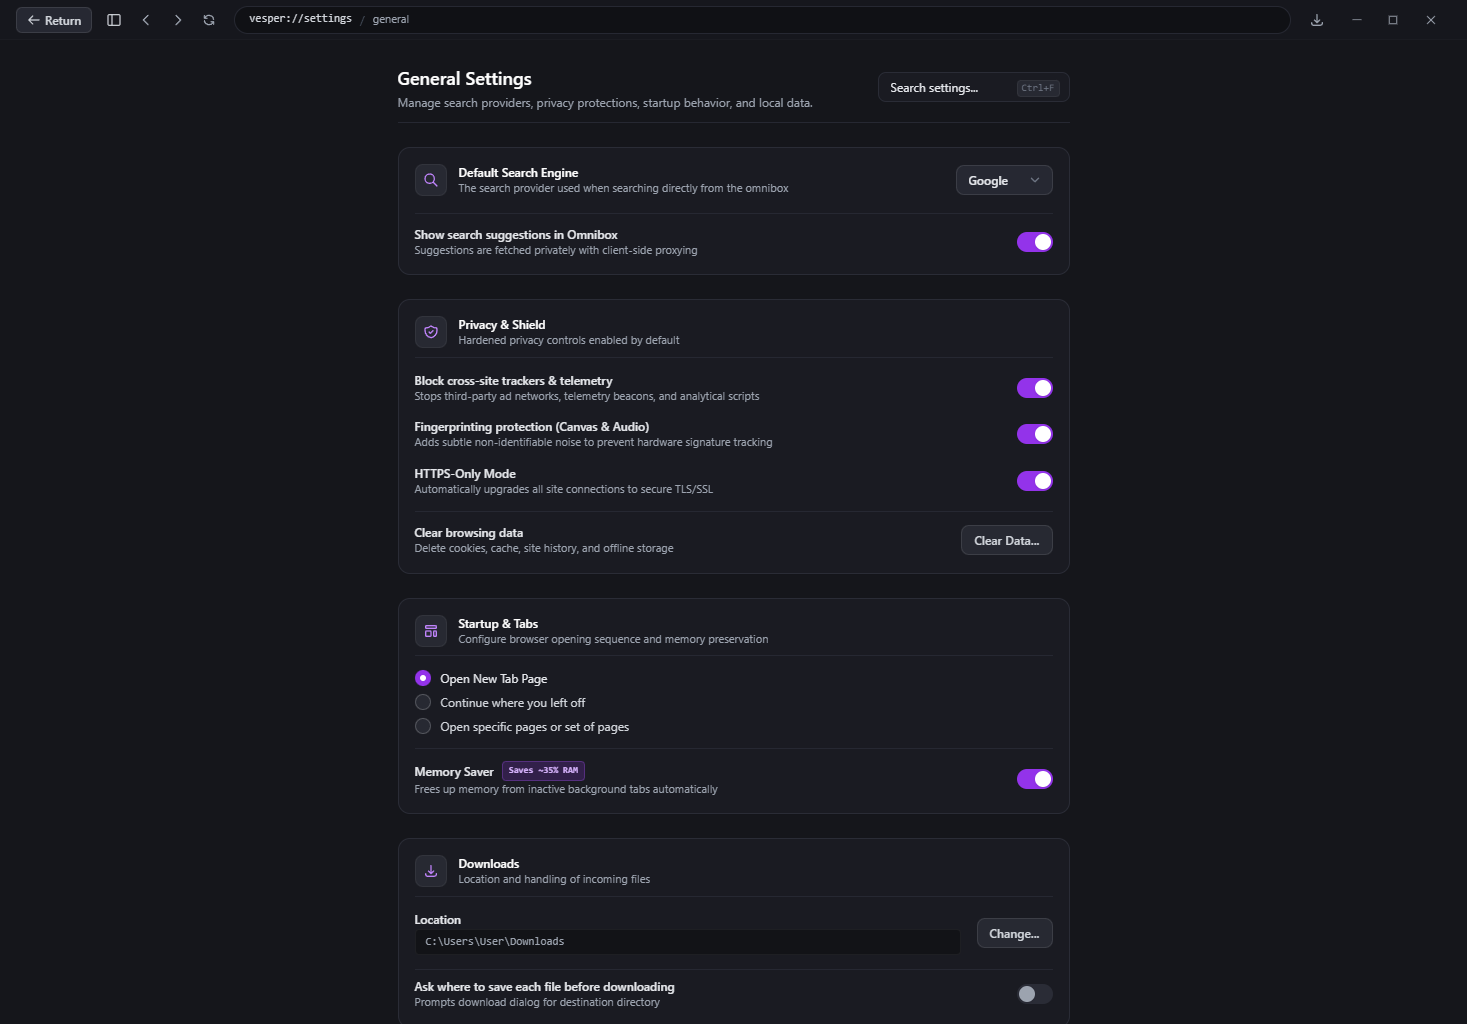 Return
vesper://settings / general
General Settings
Manage search providers, privacy protections, startup behavior, and local data.
Search settings... Ctrl+F
Default Search Engine
The search provider used when searching directly from the omnibox
Google
Show search suggestions in Omnibox
Suggestions are fetched privately with client-side proxying
Privacy & Shield
Hardened privacy controls enabled by default
Block cross-site trackers & telemetry
Stops third-party ad networks, telemetry beacons, and analytical scripts
Fingerprinting protection (Canvas & Audio)
Adds subtle non-identifiable noise to prevent hardware signature tracking
HTTPS-Only Mode
Automatically upgrades all site connections to secure TLS/SSL
Clear browsing data
Delete cookies, cache, site history, and offline storage
Clear Data...
Startup & Tabs
Configure browser opening sequence and memory preservation
Open New Tab Page
Continue where you left off
Open specific pages or set of pages
Memory Saver Saves ~35% RAM
Frees up memory from inactive background tabs automatically
Downloads
Location and handling of incoming files
Location
C:\Users\User\Downloads
Change...
Ask where to save each file before downloading
Prompts download dialog for destination directory